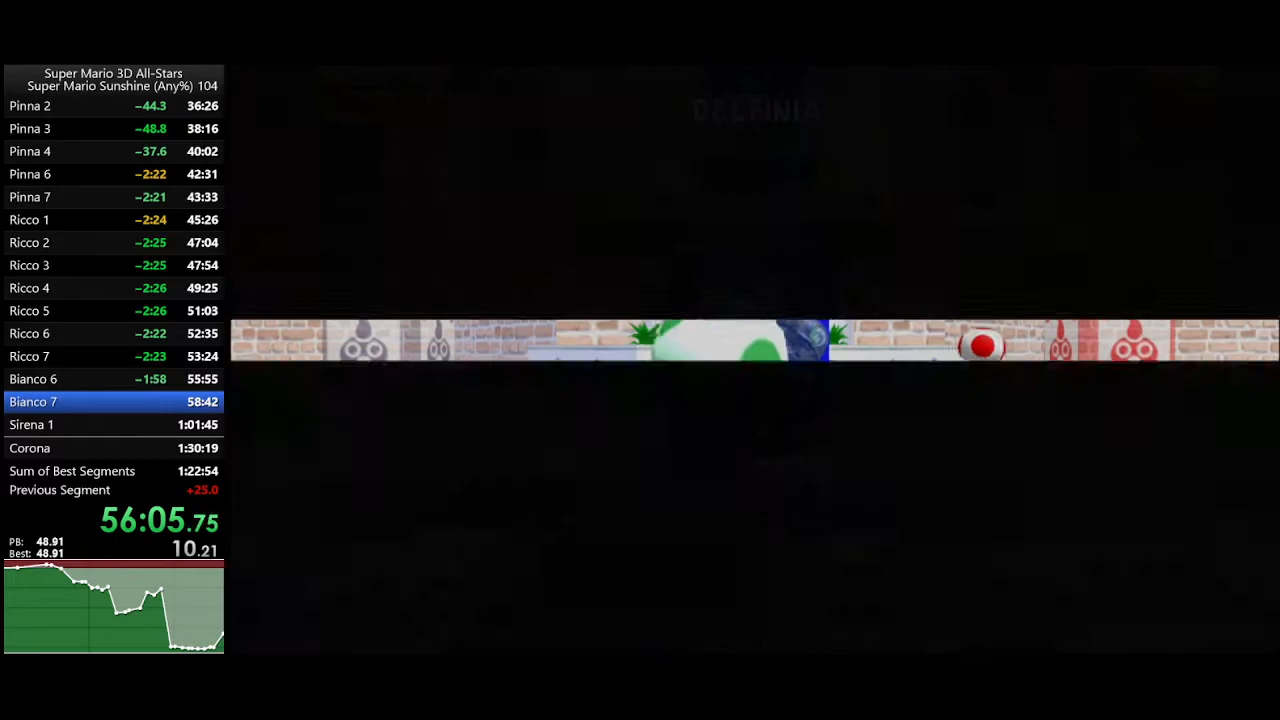 Super Mario 3D All-Stars
Super Mario Sunshine (Any%) 104
Pinna 2 −44.3 36:26
Pinna 3 −48.8 38:16
Pinna 4 −37.6 40:02
Pinna 6 −2:22 42:31
Pinna 7 −2:21 43:33
Ricco 1 −2:24 45:26
Ricco 2 −2:25 47:04
Ricco 3 −2:25 47:54
Ricco 4 −2:26 49:25
Ricco 5 −2:26 51:03
Ricco 6 −2:22 52:35
Ricco 7 −2:23 53:24
Bianco 6 −1:58 55:55
Bianco 7 58:42
Sirena 1 1:01:45
Corona 1:30:19
Sum of Best Segments 1:22:54
Previous Segment +25.0
56:05.75
PB: 48.91
Best: 48.91
10.21
DELFINIA